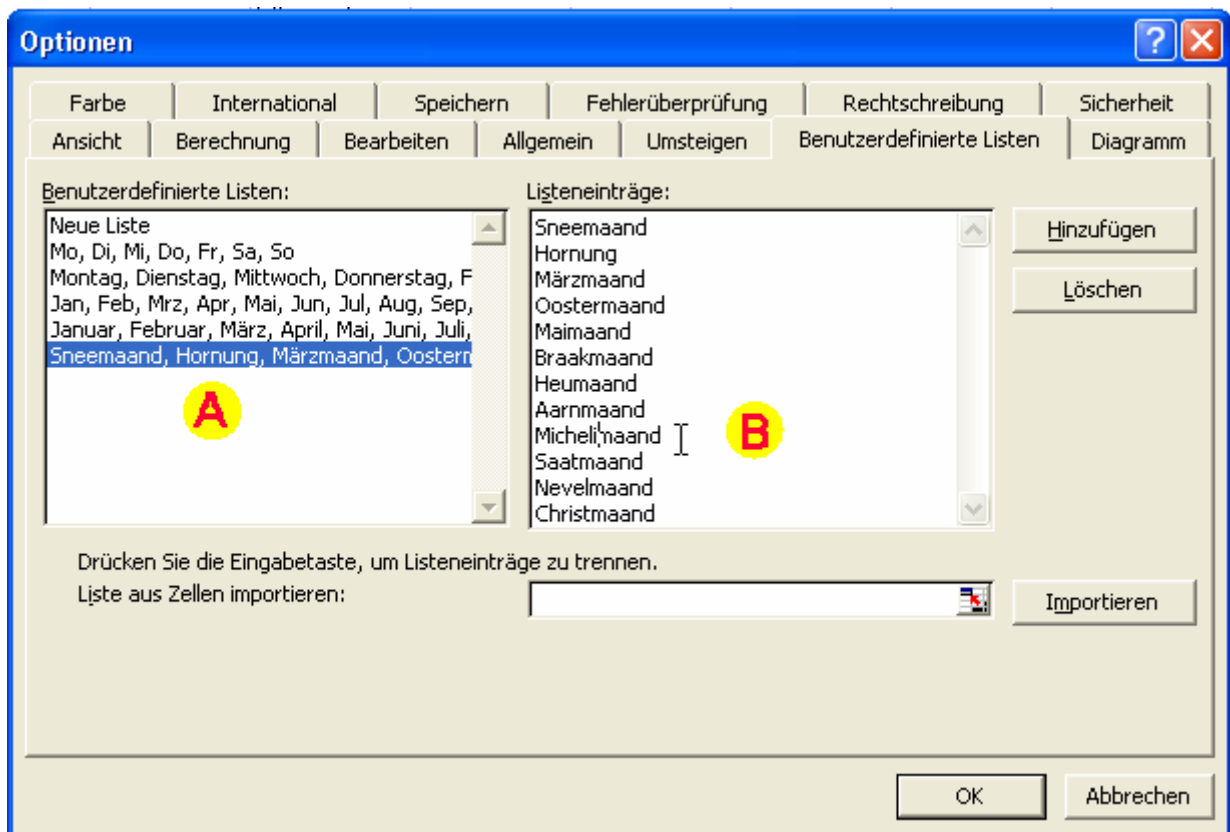 Optionen
Farbe International Speichern Fehlerüberprüfung Rechtschreibung Sicherheit
Ansicht Berechnung Bearbeiten Allgemein Umsteigen Benutzerdefinierte Listen Diagramm
Benutzerdefinierte Listen:
Neue Liste
Mo, Di, Mi, Do, Fr, Sa, So
Montag, Dienstag, Mittwoch, Donnerstag, F
Jan, Feb, Mrz, Apr, Mai, Jun, Jul, Aug, Sep,
Januar, Februar, März, April, Mai, Juni, Juli,
Sneemaand, Hornung, Märzmaand, Oostern
A
Listeneinträge:
Sneemaand
Hornung
Märzmaand
Oostermaand
Maimaand
Braakmaand
Heumaand
Aarnmaand
Michelimaand
Saatmaand
Nevelmaand
Christmaand
B
Hinzufügen
Löschen
Drücken Sie die Eingabetaste, um Listeneinträge zu trennen.
Liste aus Zellen importieren:
Importieren
OK Abbrechen